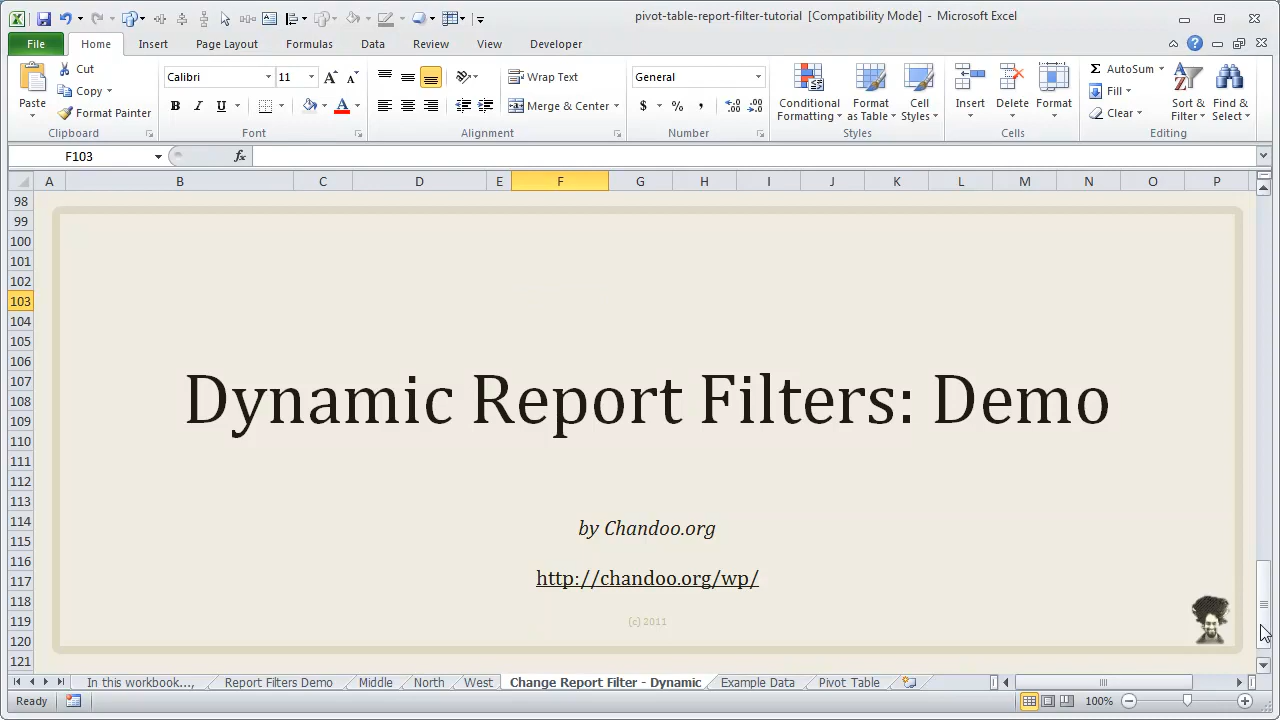 pivot-table-report-filter-tutorial [Compatibility Mode] - Microsoft Excel
File Home Insert Page Layout Formulas Data Review View Developer
Paste
Cut
Copy
Format Painter
Clipboard
Calibri 11
B I U A
Font
Wrap Text
Merge & Center
Alignment
General
$ % ,
Number
Conditional Formatting
Format as Table
Cell Styles
Styles
Insert Delete Format
Cells
Σ AutoSum
Fill
Clear
Sort & Filter
Find & Select
Editing
F103 fx
A B C D E F G H I J K L M N O P
98
99
100
101
102
103
104
105
106
107
108
109
110
111
112
113
114
115
116
117
118
119
120
121
Dynamic Report Filters: Demo
by Chandoo.org
http://chandoo.org/wp/
(c) 2011
In this workbook..., Report Filters Demo Middle North West Change Report Filter - Dynamic Example Data Pivot Table
Ready 100%